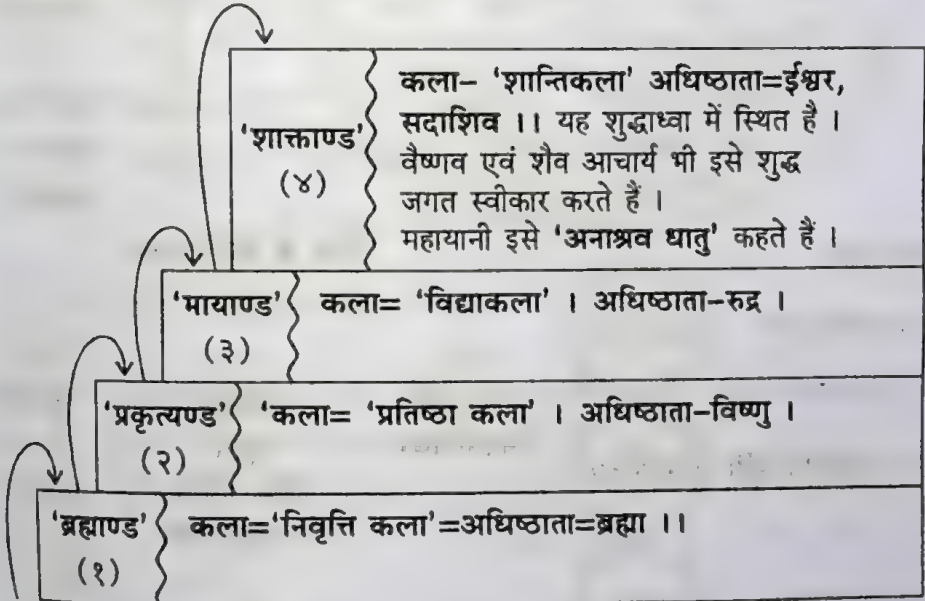 'शाक्ताण्ड'
(४)
कला– 'शान्तिकला' अधिष्ठाता=ईश्वर,
सदाशिव ।। यह शुद्धाध्वा में स्थित है ।
वैष्णव एवं शैव आचार्य भी इसे शुद्ध
जगत स्वीकार करते हैं ।
महायानी इसे 'अनाश्रव धातु' कहते हैं ।
'मायाण्ड'
(३)
कला= 'विद्याकला' । अधिष्ठाता–रुद्र ।
'प्रकृत्यण्ड'
(२)
'कला= 'प्रतिष्ठा कला' । अधिष्ठाता–विष्णु ।
'ब्रह्माण्ड'
(१)
कला='निवृत्ति कला'=अधिष्ठाता=ब्रह्मा ।।